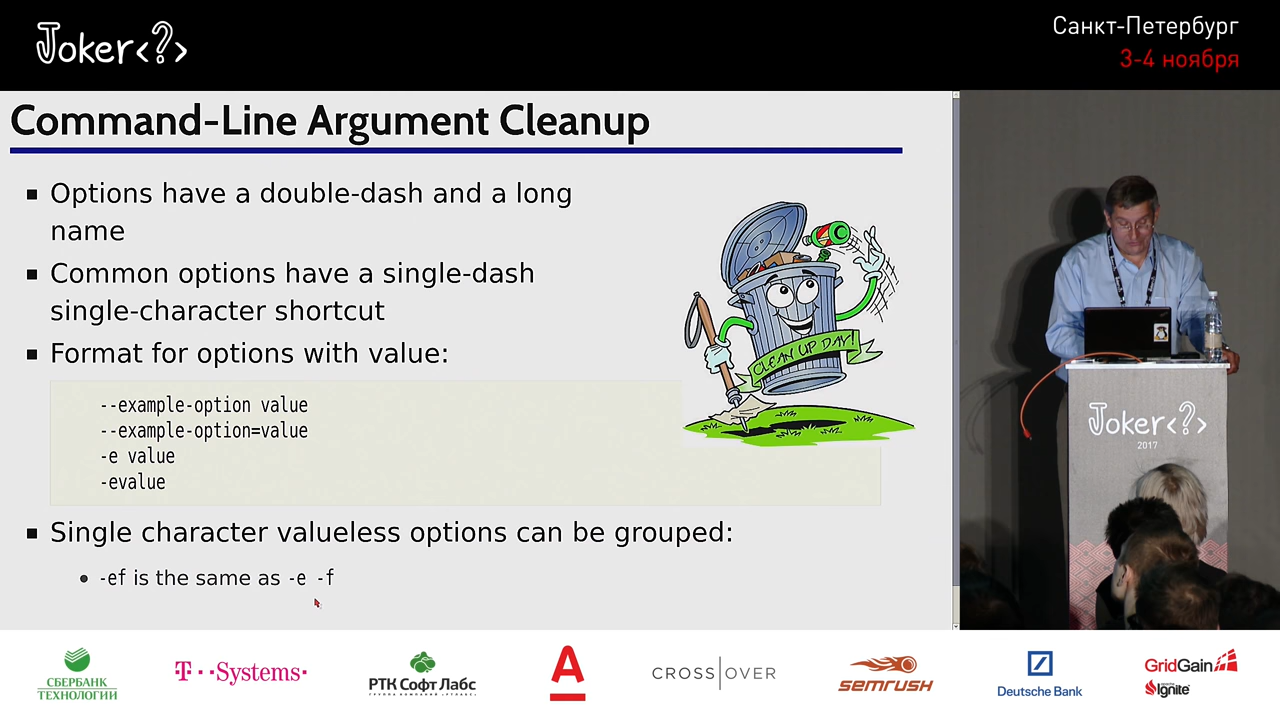 Joker<?>
Санкт-Петербург
3-4 ноября
Command-Line Argument Cleanup
Options have a double-dash and a long
name
Common options have a single-dash
single-character shortcut
Format for options with value:
--example-option value
--example-option=value
-e value
-evalue
CLEAN UP DAY!
Single character valueless options can be grouped:
-ef is the same as -e -f
Joker<?>
2017
СБЕРБАНК
ТЕХНОЛОГИИ
T··Systems·
РТК Софт Лабс
ГРУППА КОМПАНИЙ «РТЛАБС»
А
CROSS|OVER
semrush
Deutsche Bank
GridGain
Ignite